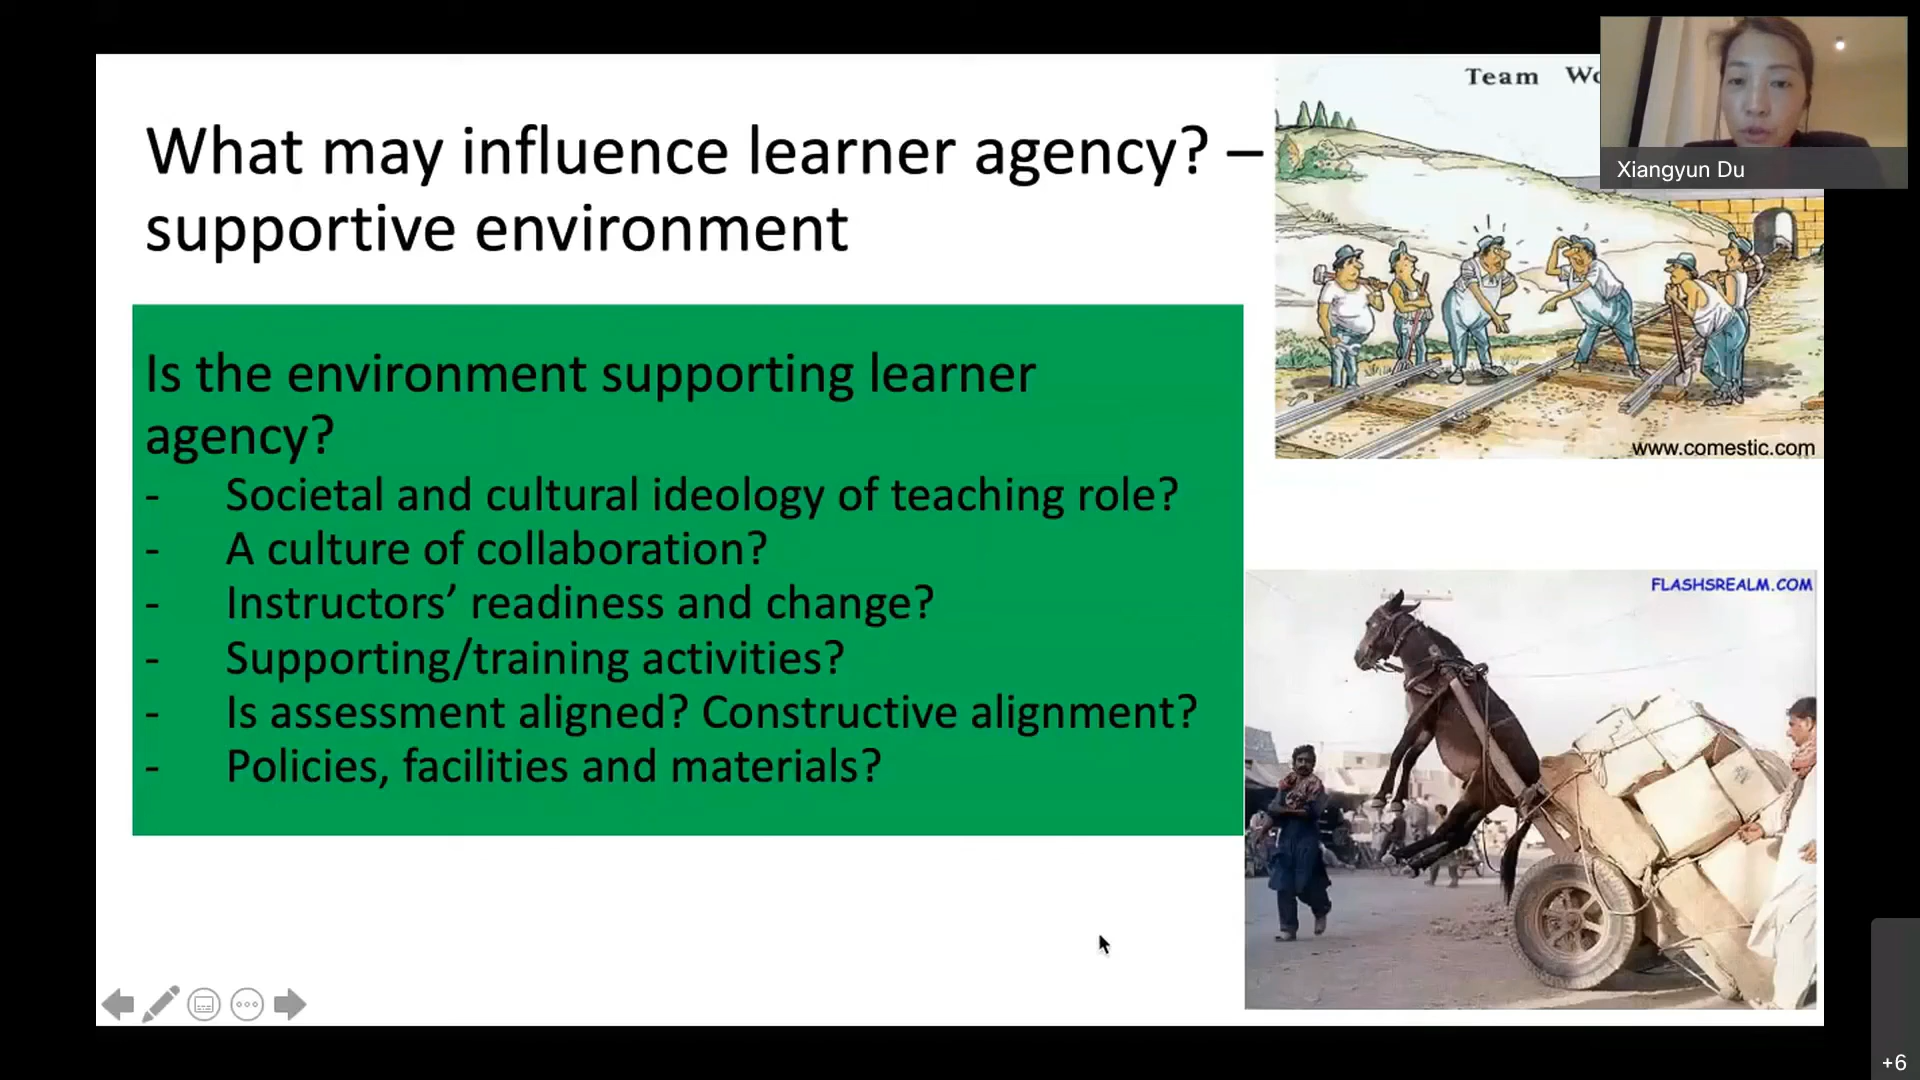 What may influence learner agency? –
supportive environment
Is the environment supporting learner
agency?
- Societal and cultural ideology of teaching role?
- A culture of collaboration?
- Instructors’ readiness and change?
- Supporting/training activities?
- Is assessment aligned? Constructive alignment?
- Policies, facilities and materials?
Team
www.comestic.com
FLASHSREALM.COM
Xiangyun Du
+6